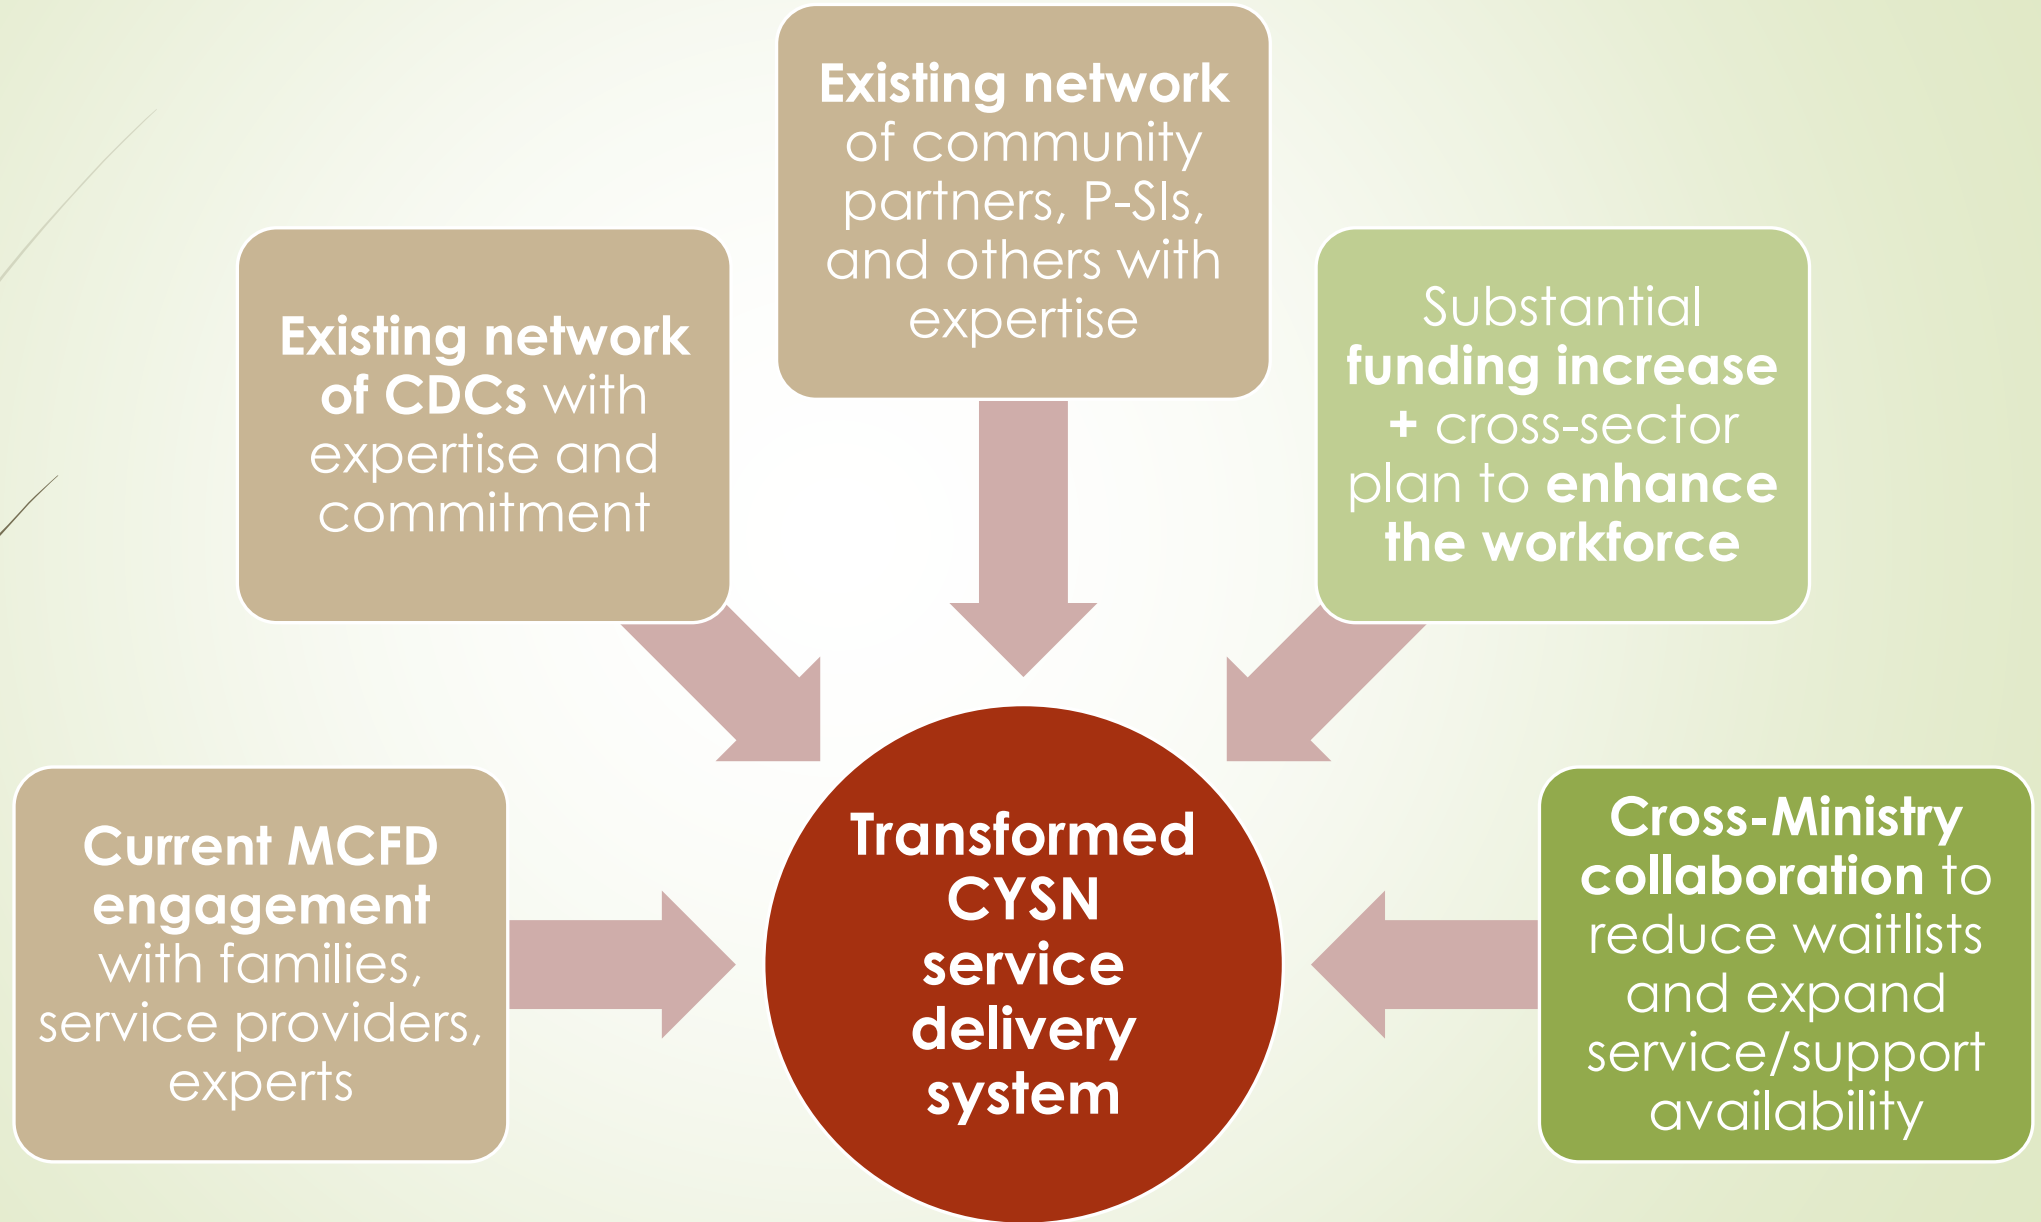 Existing network
of community
partners, P-SIs,
and others with
expertise
Existing network
of CDCs with
expertise and
commitment
Substantial
funding increase
+ cross-sector
plan to enhance
the workforce
Current MCFD
engagement
with families,
service providers,
experts
Transformed
CYSN
service
delivery
system
Cross-Ministry
collaboration to
reduce waitlists
and expand
service/support
availability